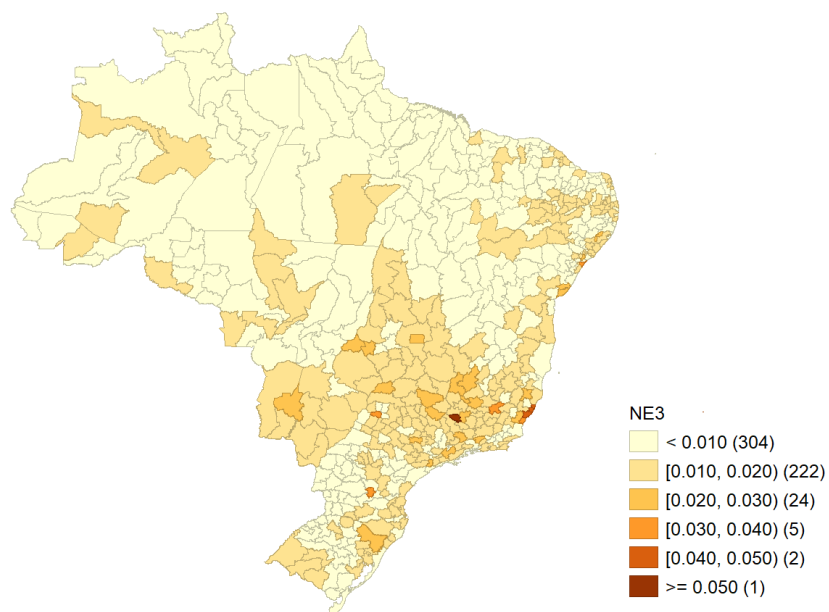 NE3
< 0.010 (304)
[0.010, 0.020) (222)
[0.020, 0.030) (24)
[0.030, 0.040) (5)
[0.040, 0.050) (2)
>= 0.050 (1)